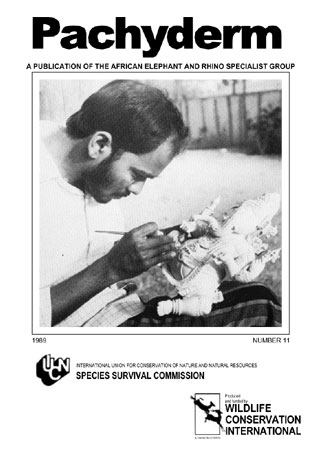 Pachyderm
A PUBLICATION OF THE AFRICAN ELEPHANT AND RHINO SPECIALIST GROUP
1989 NUMBER 11
IUCN
INTERNATIONAL UNION FOR CONSERVATION OF NATURE AND NATURAL RESOURCES
SPECIES SURVIVAL COMMISSION
Produced
and funded by
WILDLIFE
CONSERVATION
INTERNATIONAL